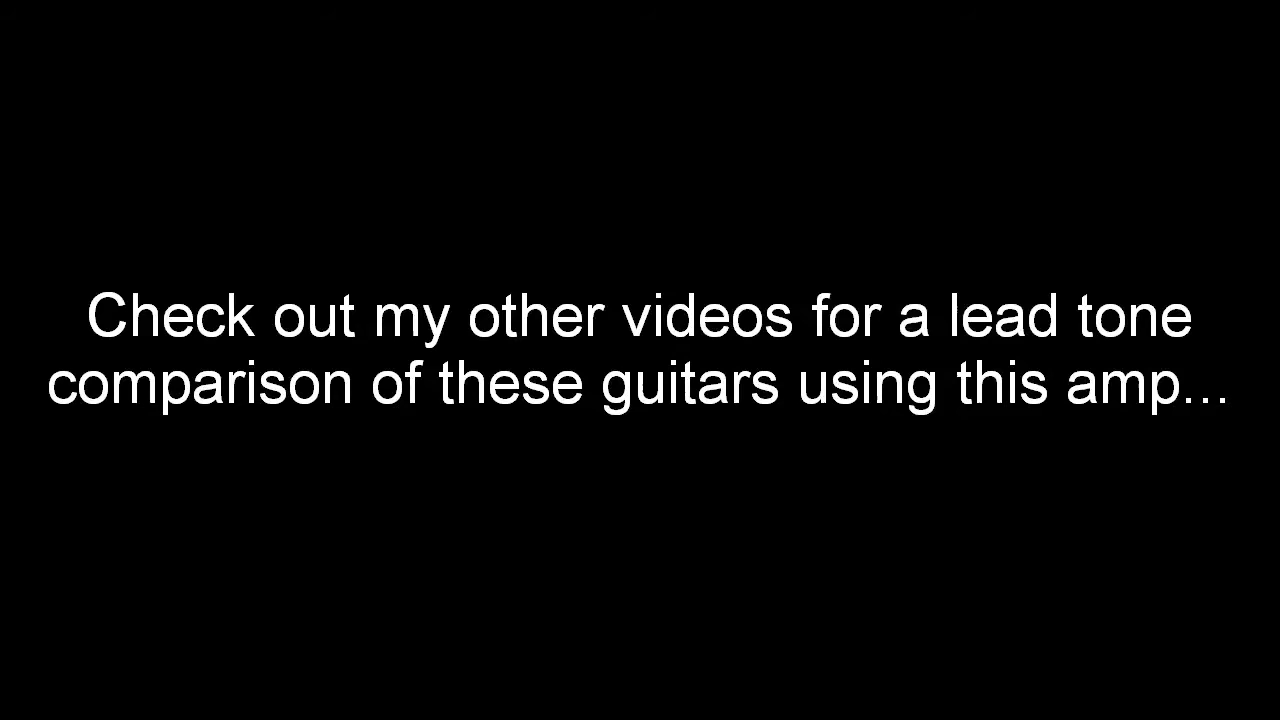 Check out my other videos for a lead tone
comparison of these guitars using this amp...